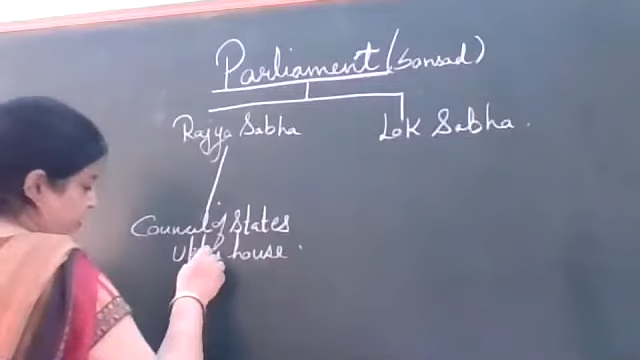 Parliament (Sansad)
Rajya Sabha Lok Sabha.
Council of States
house.